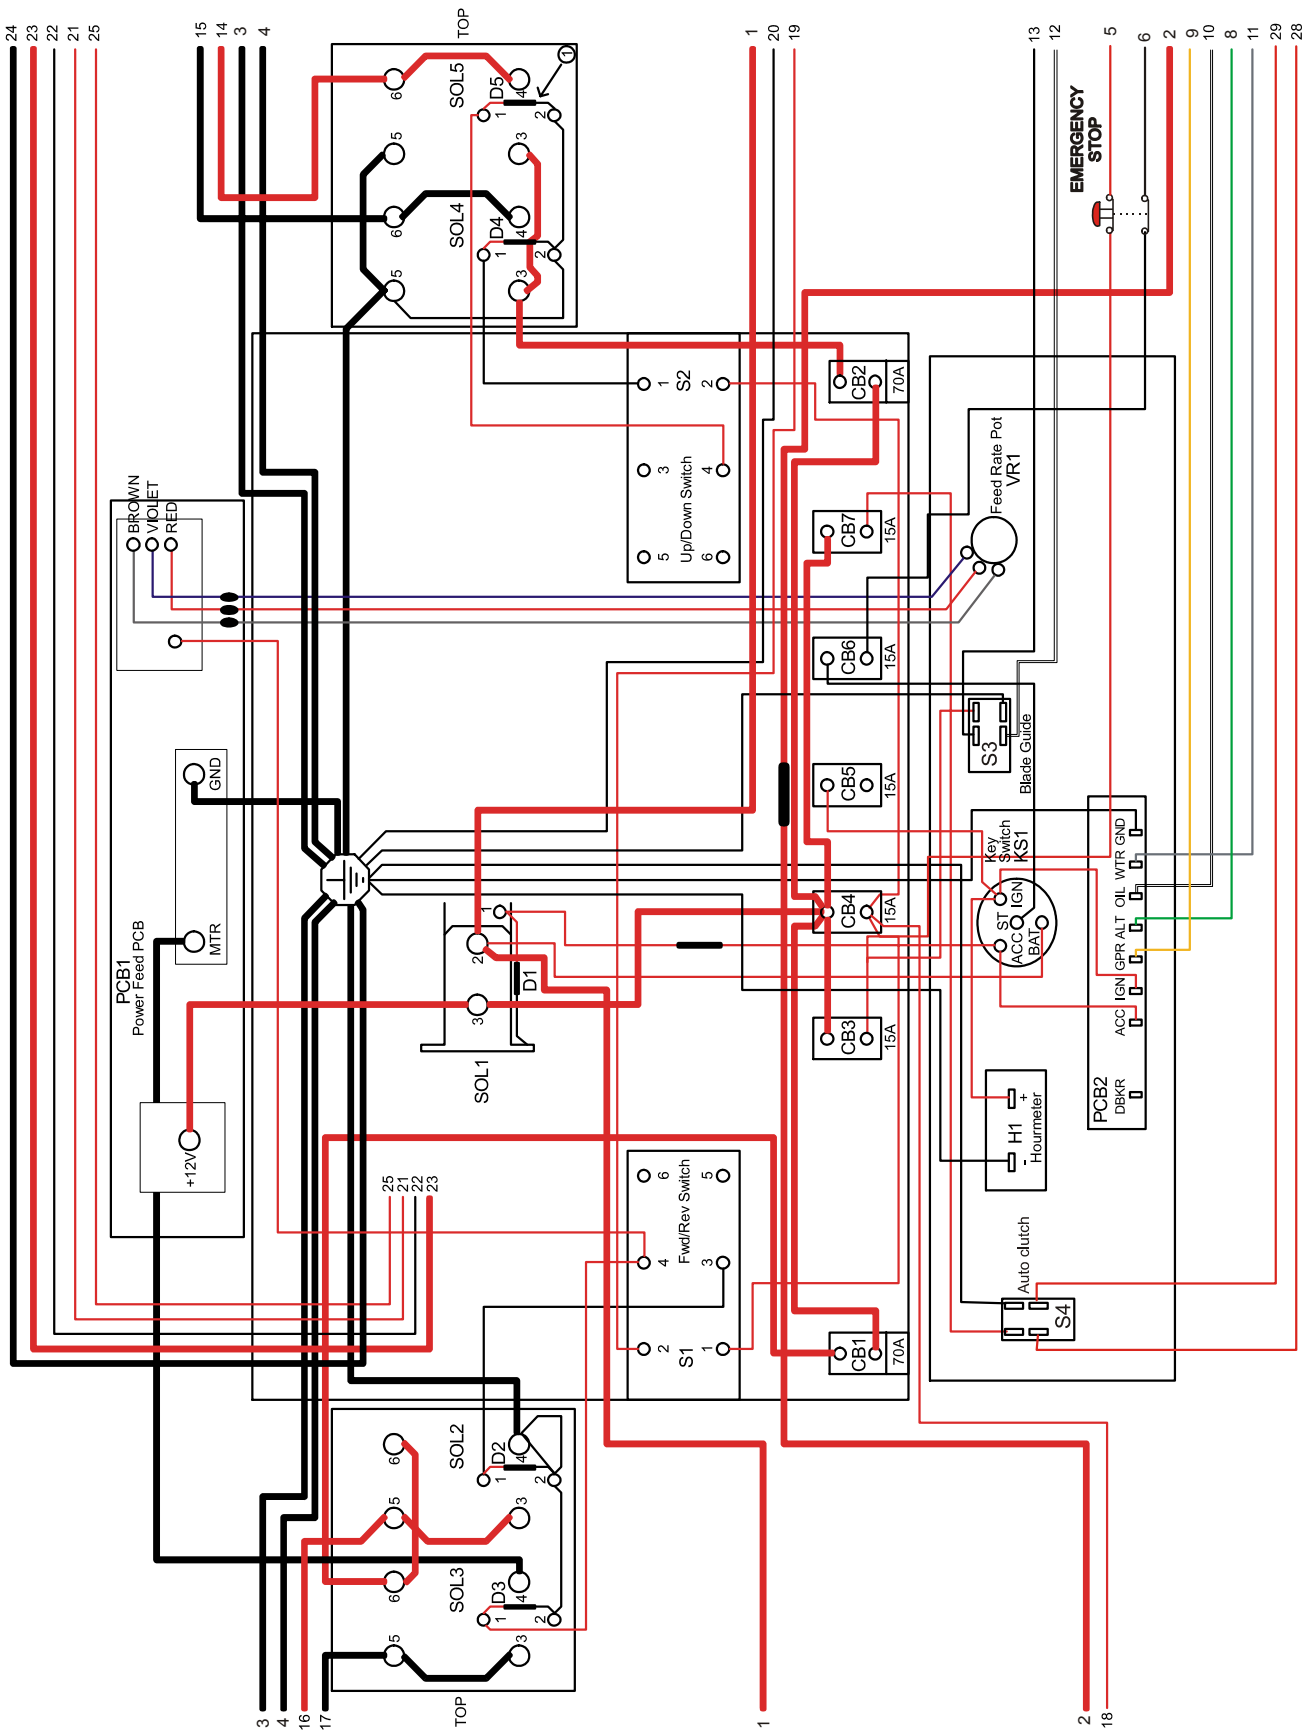 24
23
22
21
25
15
14
3
4
TOP
1
20
19
13
12
5
6
2
9
10
8
11
29
28
EMERGENCY
STOP
SOL5
D5
6
4
1
2
1
5
3
SOL4
D4
6
4
1
2
5
3
BROWN
VIOLET
RED
GND
MTR
PCB1
Power Feed PCB
+12V
S2
1
2
3
4
5
6
Up/Down Switch
CB2
70A
CB7
15A
CB6
15A
CB5
15A
CB4
15A
CB3
15A
CB1
70A
Feed Rate Pot
VR1
S3
Blade Guide
Key
Switch
KS1
IGN
ST
ACC
BAT
GND
WTR
OIL
ALT
GPR
IGN
ACC
DBKR
PCB2
H1
Hourmeter
+
-
Auto clutch
S4
1
2
3
D1
SOL1
25
21
22
23
6
5
4
3
2
1
Fwd/Rev Switch
S1
SOL2
D2
6
4
1
2
5
3
SOL3
D3
6
4
1
2
5
3
TOP
3
4
16
17
1
2
18